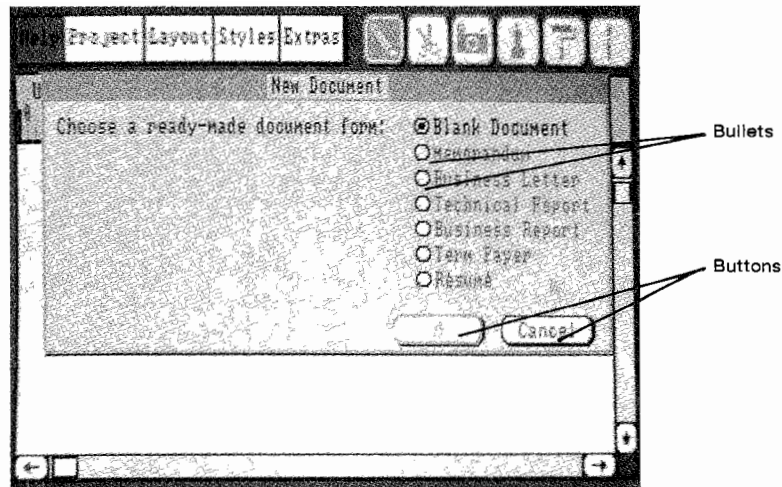 Help Project Layout Styles Extras
New Document
Choose a ready-made document form:
Blank Document
Memorandum
Business Letter
Technical Report
Business Report
Term Paper
Résumé
Cancel
Bullets
Buttons